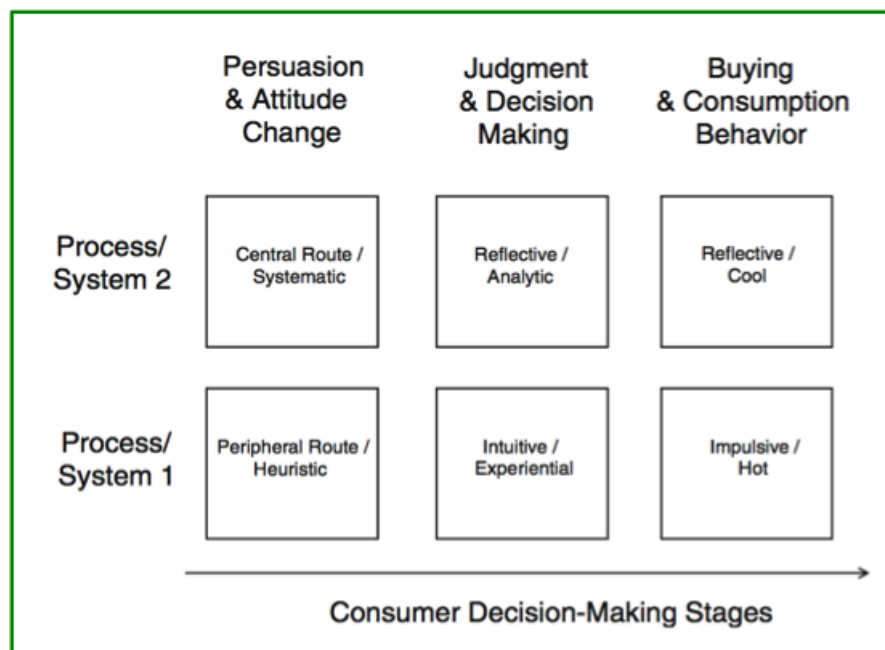 Persuasion
& Attitude
Change
Judgment
& Decision
Making
Buying
& Consumption
Behavior
Process/
System 2
Central Route /
Systematic
Reflective /
Analytic
Reflective /
Cool
Process/
System 1
Peripheral Route /
Heuristic
Intuitive /
Experiential
Impulsive /
Hot
Consumer Decision-Making Stages